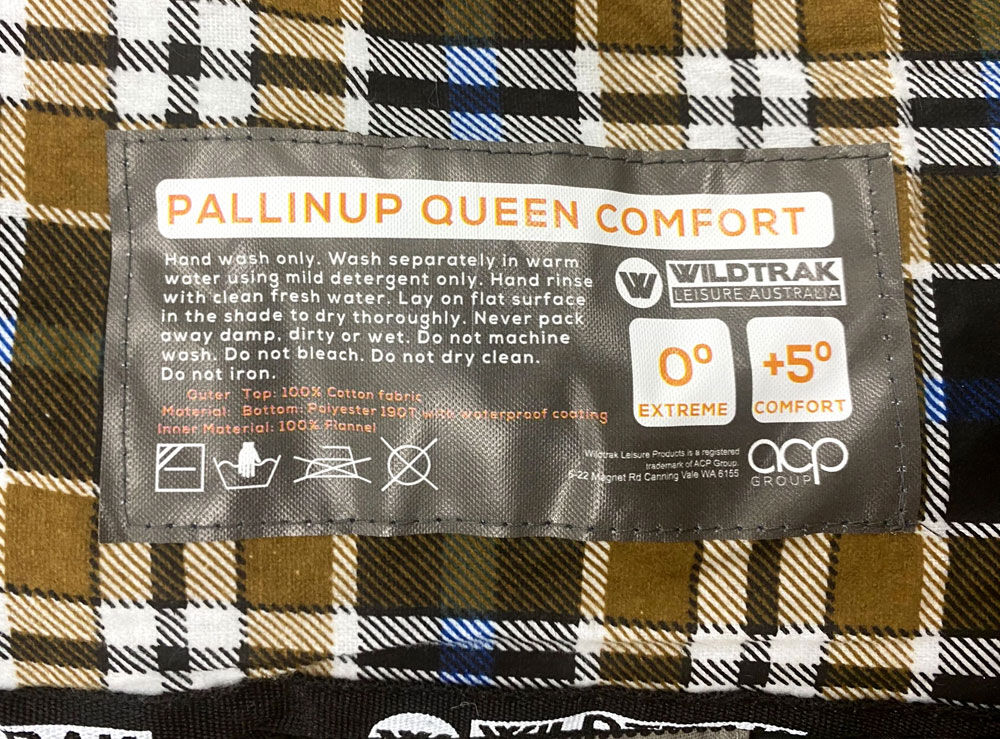 PALLINUP QUEEN COMFORT
Hand wash only. Wash separately in warm
water using mild detergent only. Hand rinse
with clean fresh water. Lay on flat surface
in the shade to dry thoroughly. Never pack
away damp, dirty or wet. Do not machine
wash. Do not bleach. Do not dry clean.
Do not iron.
W WILDTRAK
LEISURE AUSTRALIA
0° +5°
EXTREME COMFORT
Outer Top: 100% Cotton fabric
Material: Bottom: Polyester 190T with waterproof coating
Inner Material: 100% Flannel
Wildtrak Leisure Products is a registered
trademark of ACP Group.
6-22 Magnet Rd Canning Vale WA 6155
acp
GROUP